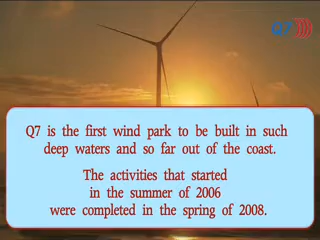 Q7
Q7 is the first wind park to be built in such
deep waters and so far out of the coast.
The activities that started
in the summer of 2006
were completed in the spring of 2008.